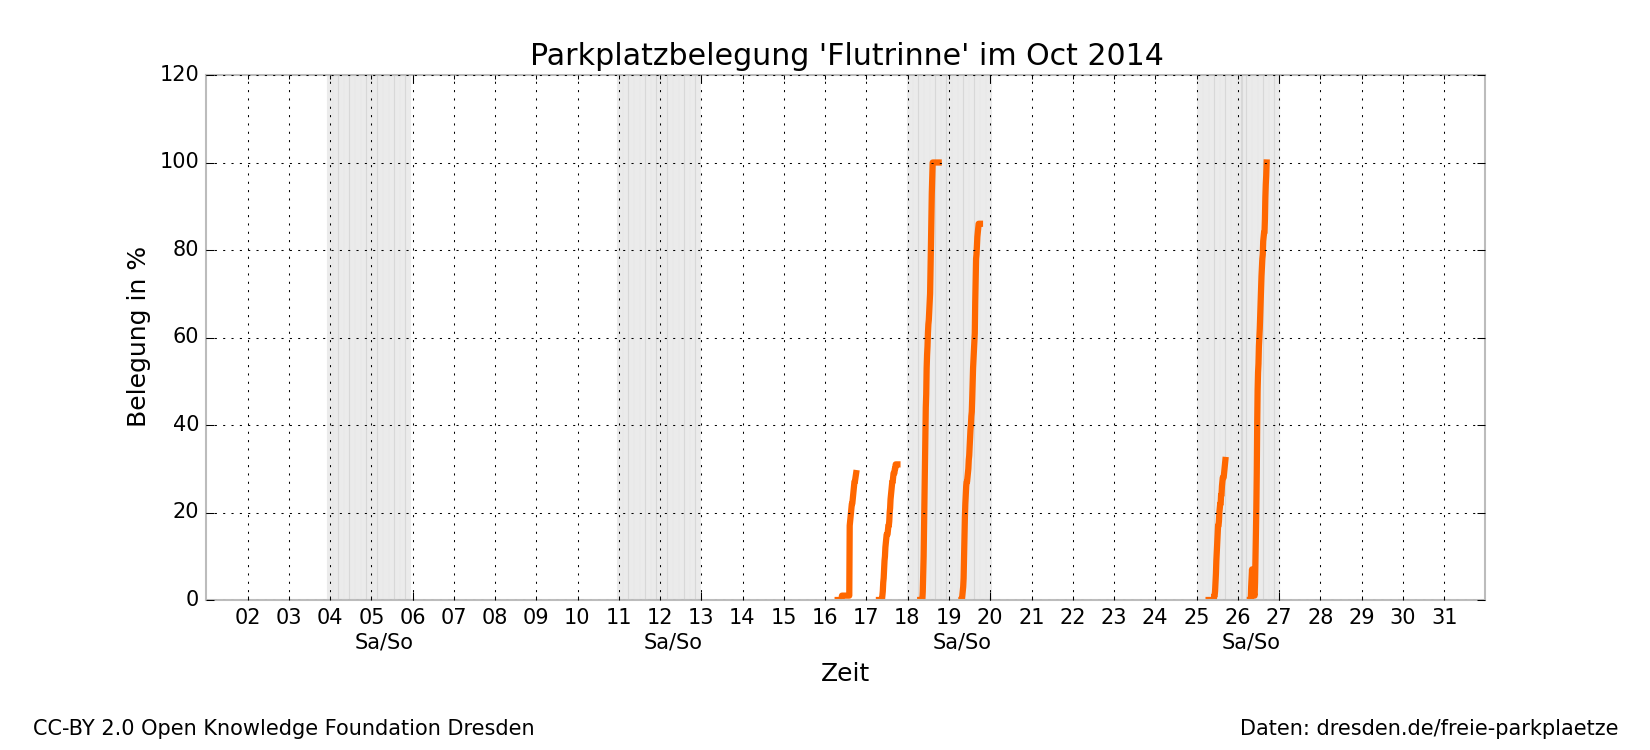 Parkplatzbelegung 'Flutrinne' im Oct 2014
120
100
80
60
40
20
0
Belegung in %
02 03 04 05 06 07 08 09 10 11 12 13 14 15 16 17 18 19 20 21 22 23 24 25 26 27 28 29 30 31
Sa/So Sa/So Sa/So Sa/So
Zeit
CC-BY 2.0 Open Knowledge Foundation Dresden
Daten: dresden.de/freie-parkplaetze